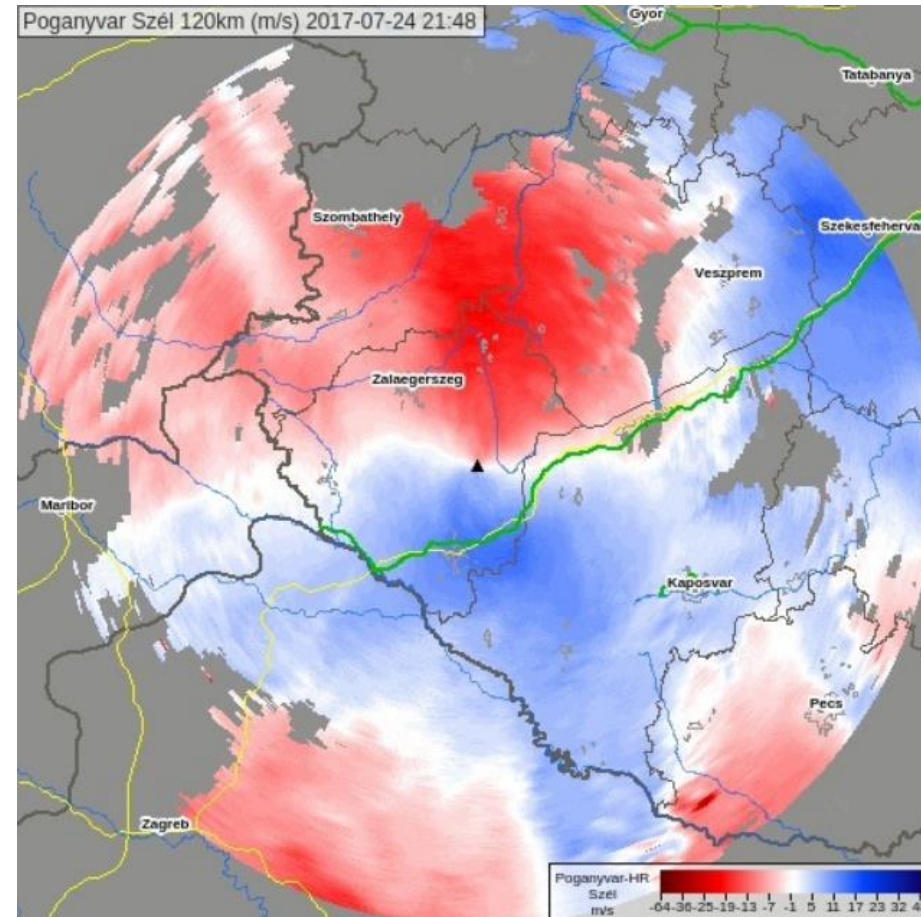 Poganyvar Szél 120km (m/s) 2017-07-24 21:48
Gyor
Tatabanya
Szombathely
Szekesfeherva
Veszprem
Zalaegerszeg
Maribor
Kaposvar
Pecs
Zagreb
Poganyvar-HR
Szél
m/s
-64-36-25-19-13 -7 -1 5 11 17 23 32 4